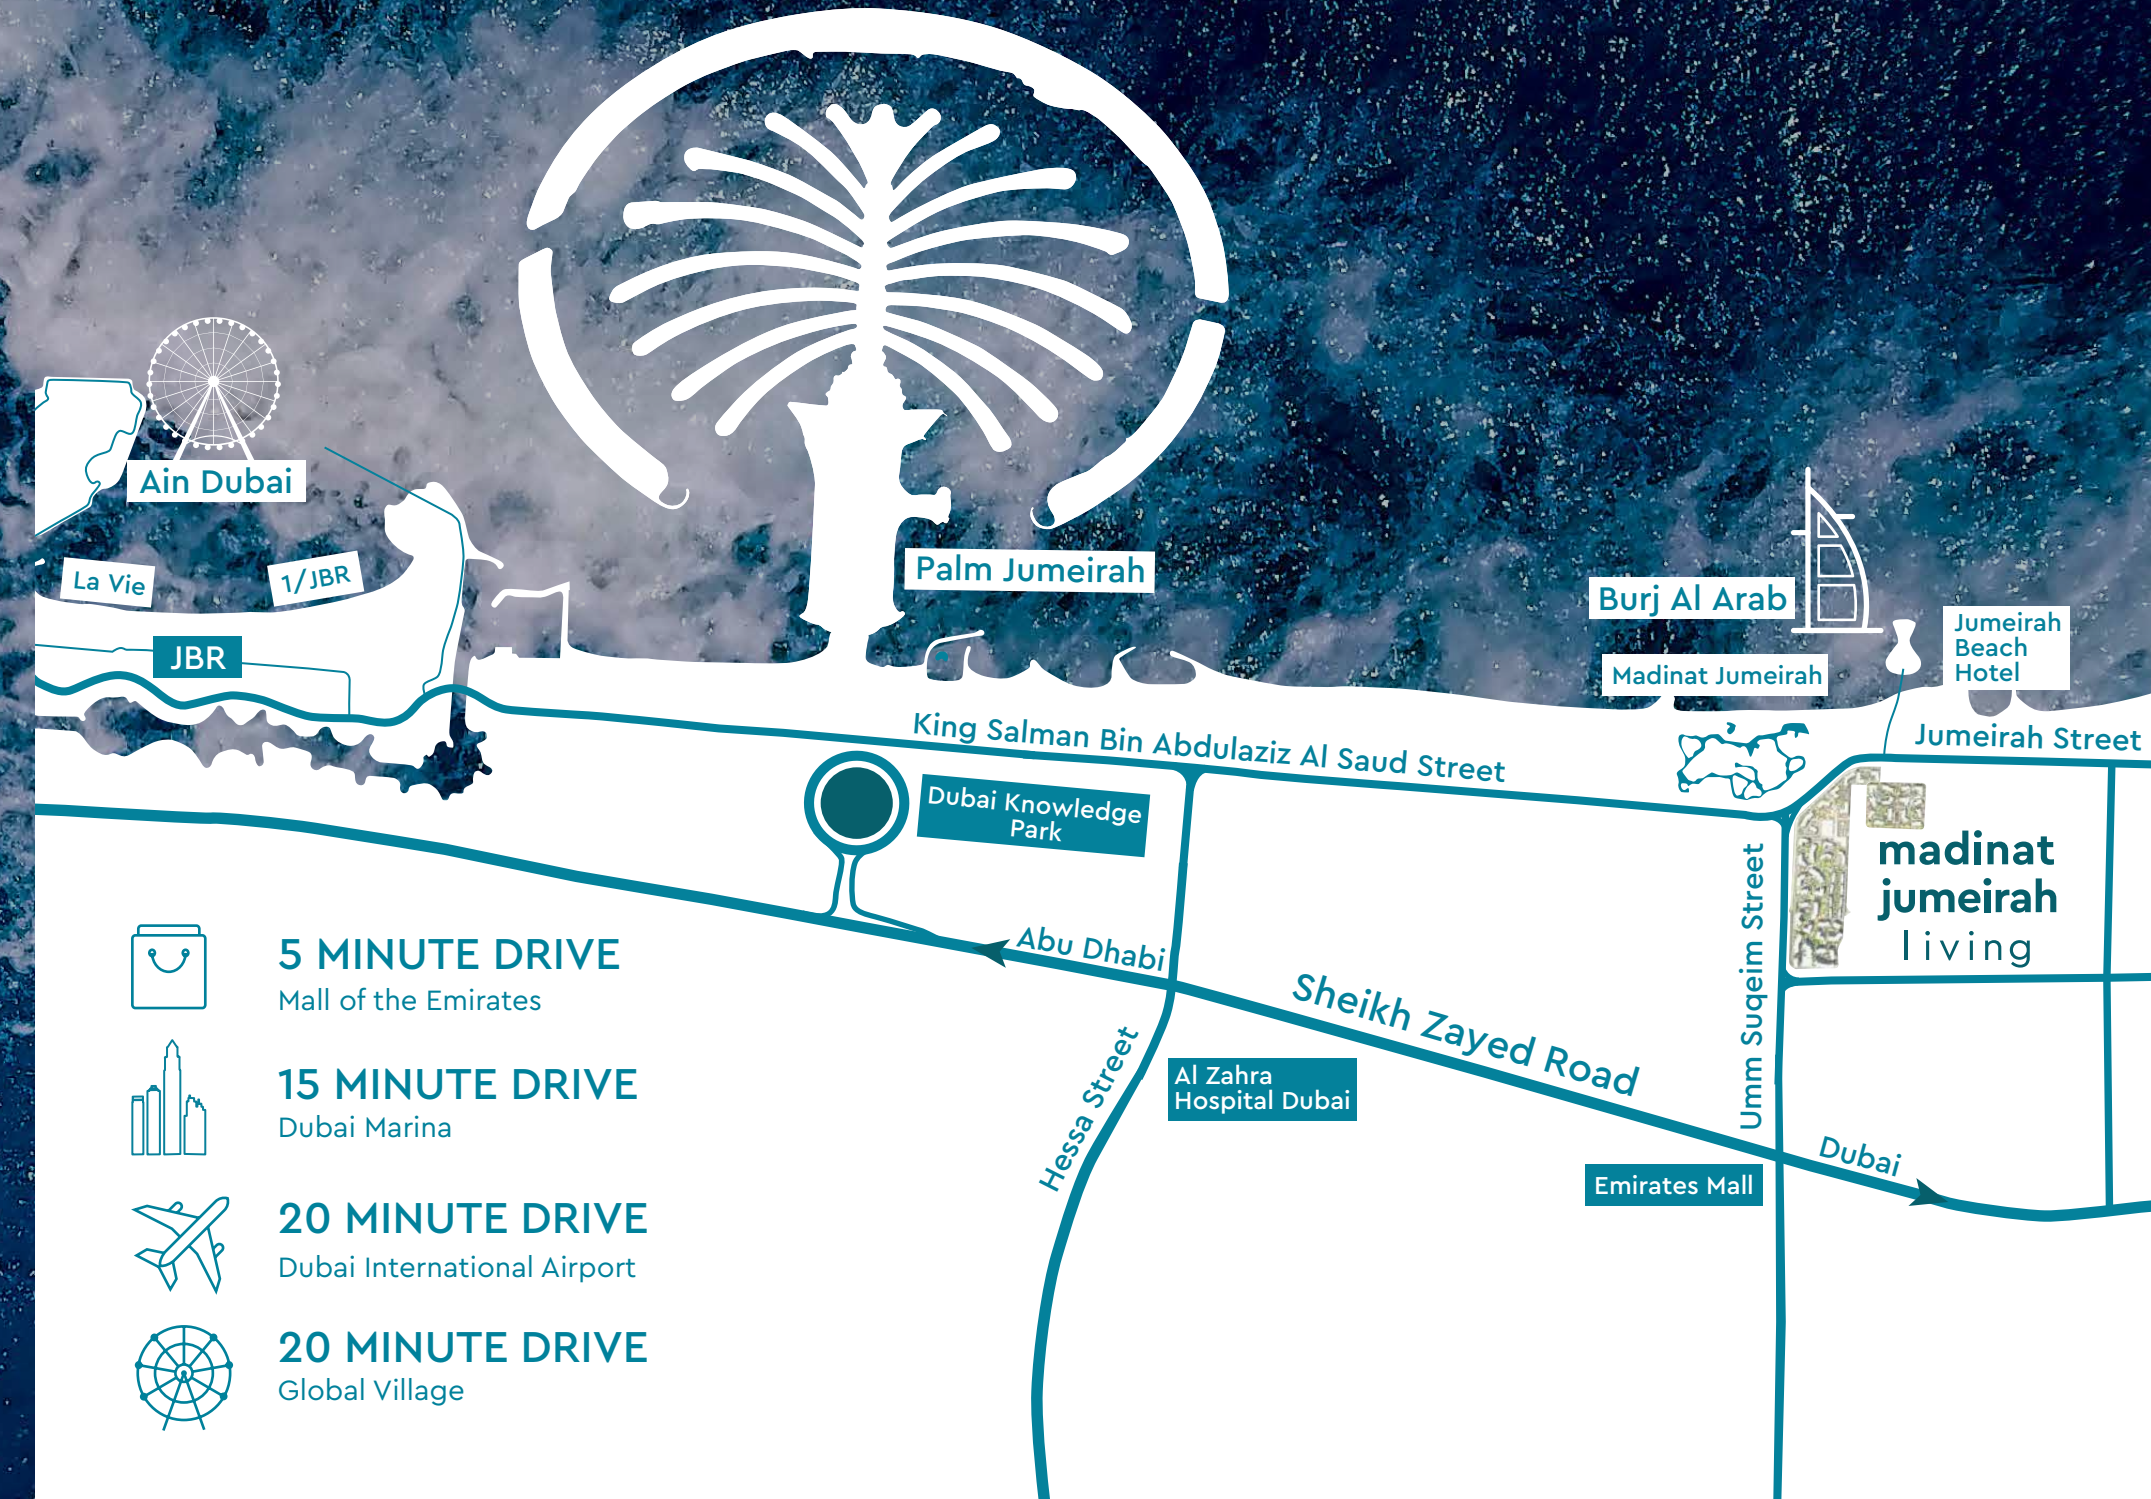 Ain Dubai
La Vie
1/JBR
JBR
Palm Jumeirah
Burj Al Arab
Jumeirah
Beach
Hotel
Madinat Jumeirah
King Salman Bin Abdulaziz Al Saud Street
Jumeirah Street
Dubai Knowledge
Park
madinat
jumeirah
living
Umm Suqeim Street
Abu Dhabi
Sheikh Zayed Road
Hessa Street
Al Zahra
Hospital Dubai
Dubai
Emirates Mall
5 MINUTE DRIVE
Mall of the Emirates
15 MINUTE DRIVE
Dubai Marina
20 MINUTE DRIVE
Dubai International Airport
20 MINUTE DRIVE
Global Village